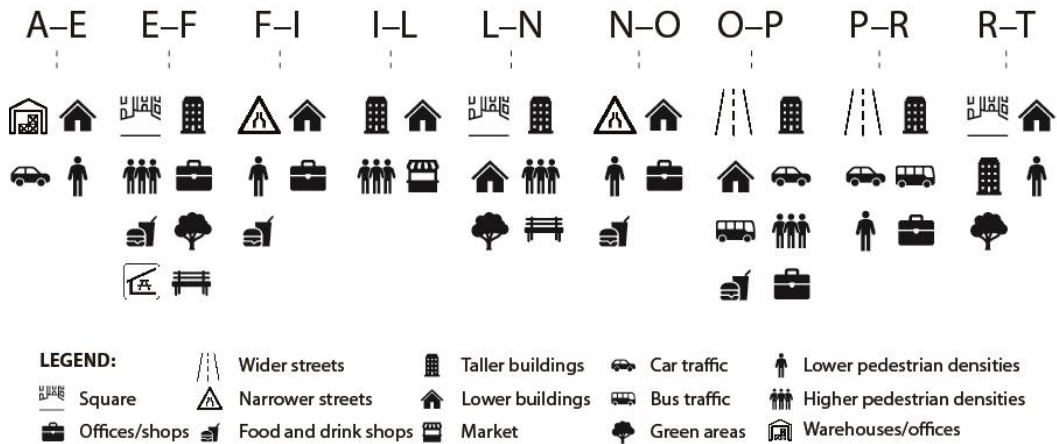 A–E E–F F–I I–L L–N N–O O–P P–R R–T
LEGEND: Wider streets Taller buildings Car traffic Lower pedestrian densities
Square Narrower streets Lower buildings Bus traffic Higher pedestrian densities
Offices/shops Food and drink shops Market Green areas Warehouses/offices